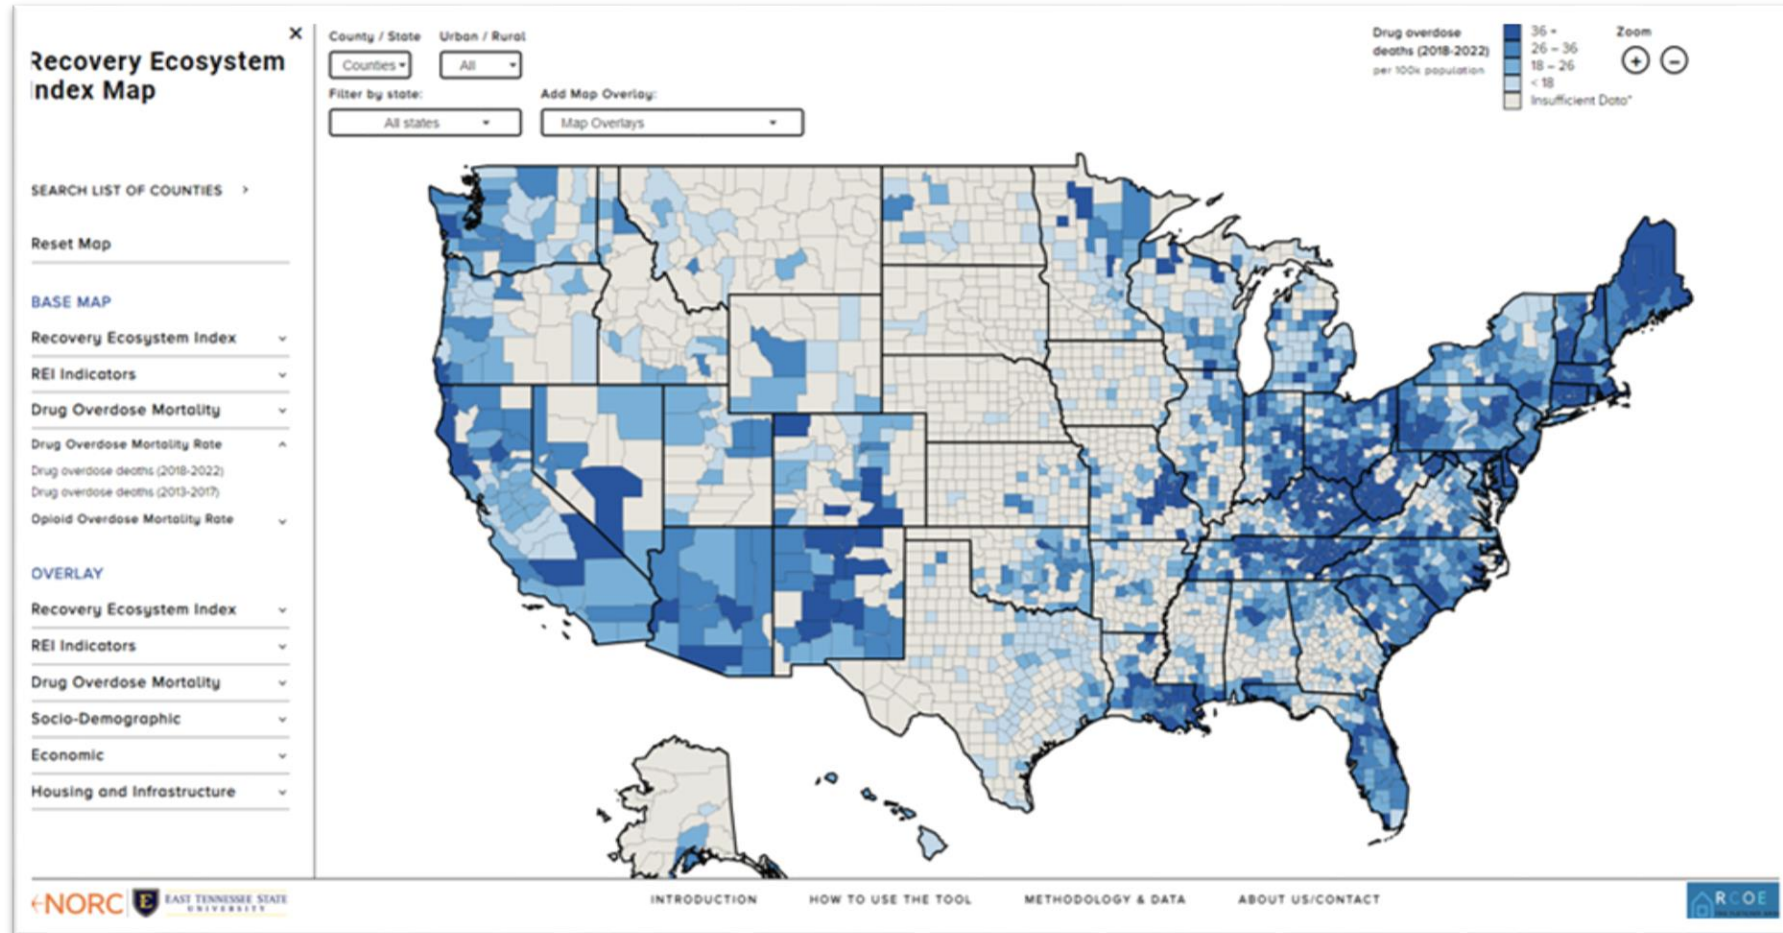 ×
Recovery Ecosystem
Index Map
SEARCH LIST OF COUNTIES >
Reset Map
BASE MAP
Recovery Ecosystem Index
REI Indicators
Drug Overdose Mortality
Drug Overdose Mortality Rate
Drug overdose deaths (2018-2022)
Drug overdose deaths (2013-2017)
Opioid Overdose Mortality Rate
OVERLAY
Recovery Ecosystem Index
REI Indicators
Drug Overdose Mortality
Socio-Demographic
Economic
Housing and Infrastructure
County / State Urban / Rural
Counties All
Filter by state: Add Map Overlay:
All states Map Overlays
Drug overdose
deaths (2018-2022)
per 100k population
36 +
26 – 36
18 – 26
< 18
Insufficient Data*
Zoom
+ −
NORC
E
EAST TENNESSEE STATE
UNIVERSITY
INTRODUCTION HOW TO USE THE TOOL METHODOLOGY & DATA ABOUT US/CONTACT
RCOE